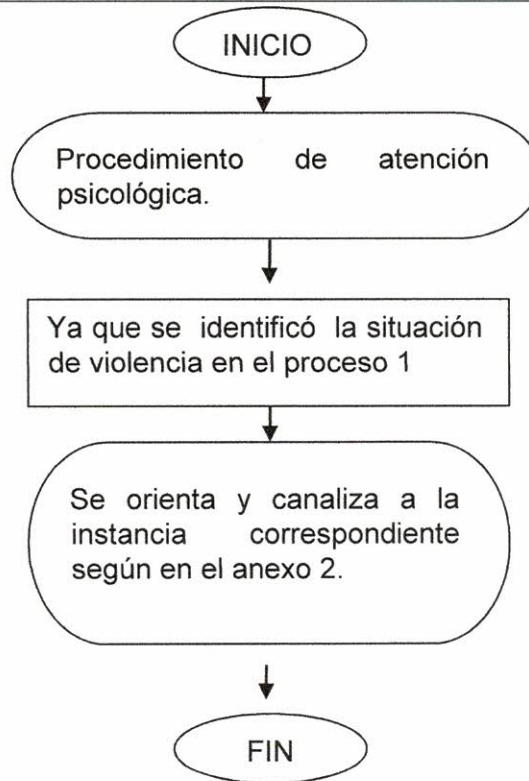 INICIO
Procedimiento de atención
psicológica.
Ya que se identificó la situación
de violencia en el proceso 1
Se orienta y canaliza a la
instancia correspondiente
según en el anexo 2.
FIN